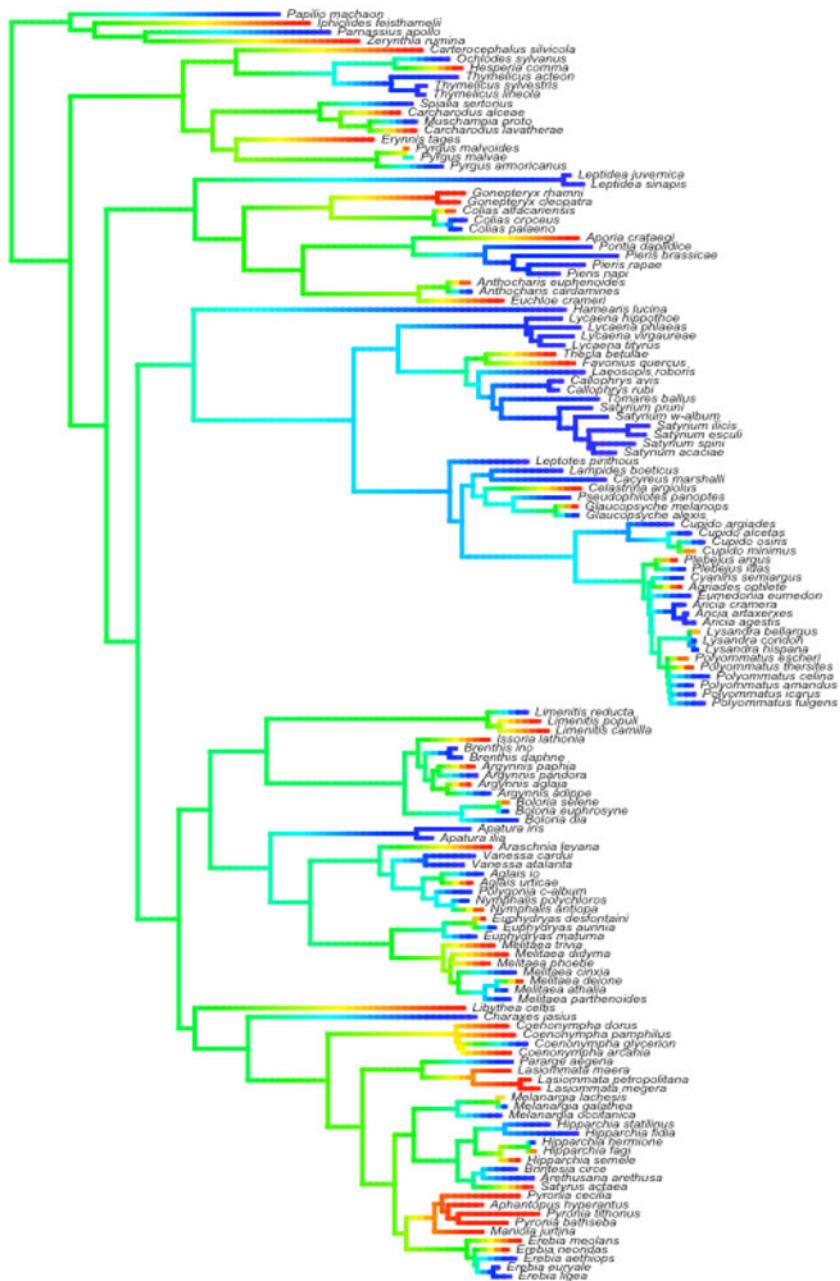 Papilio machaon
Iphiclides feisthamelii
Parnassius apollo
Zerynthia rumina
Carterocephalus silvicola
Ochlodes sylvanus
Hesperia comma
Thymelicus acteon
Thymelicus sylvestris
Thymelicus lineola
Spialia sertorius
Carcharodus alceae
Muschampia proto
Carcharodus lavatherae
Erynnis tages
Pyrgus malvoides
Pyrgus malvae
Pyrgus armoricanus
Leptidea juvernica
Leptidea sinapis
Gonepteryx rhamni
Gonepteryx cleopatra
Colias alfacariensis
Colias croceus
Colias palaeno
Aporia crataegi
Pontia daplidice
Pieris brassicae
Pieris rapae
Pieris napi
Anthocharis euphenoides
Anthocharis cardamines
Euchloe crameri
Hamearis lucina
Lycaena hippothoe
Lycaena phlaeas
Lycaena virgaureae
Lycaena tityrus
Thecla betulae
Favonius quercus
Laeosopis roboris
Callophrys avis
Callophrys rubi
Tomares ballus
Satyrium pruni
Satyrium w-album
Satyrium ilicis
Satyrium esculi
Satyrium spini
Satyrium acaciae
Leptotes pirithous
Lampides boeticus
Cacyreus marshalli
Celastrina argiolus
Pseudophilotes panoptes
Glaucopsyche melanops
Glaucopsyche alexis
Cupido argiades
Cupido alcetas
Cupido osiris
Cupido minimus
Plebejus argus
Plebejus idas
Cyaniris semiargus
Agriades optilete
Eumedonia eumedon
Aricia cramera
Aricia artaxerxes
Aricia agestis
Lysandra bellargus
Lysandra coridon
Lysandra hispana
Polyommatus escheri
Polyommatus thersites
Polyommatus celina
Polyommatus amandus
Polyommatus icarus
Polyommatus fulgens
Limenitis reducta
Limenitis populi
Limenitis camilla
Issoria lathonia
Brenthis ino
Brenthis daphne
Argynnis paphia
Argynnis pandora
Argynnis aglaja
Argynnis adippe
Boloria selene
Boloria euphrosyne
Boloria dia
Apatura iris
Apatura ilia
Araschnia levana
Vanessa cardui
Vanessa atalanta
Aglais io
Aglais urticae
Polygonia c-album
Nymphalis polychloros
Nymphalis antiopa
Euphydryas desfontaini
Euphydryas aurinia
Euphydryas maturna
Melitaea trivia
Melitaea didyma
Melitaea phoebe
Melitaea cinxia
Melitaea deione
Melitaea athalia
Melitaea parthenoides
Libythea celtis
Charaxes jasius
Coenonympha dorus
Coenonympha pamphilus
Coenonympha glycerion
Coenonympha arcania
Pararge aegeria
Lasiommata maera
Lasiommata petropolitana
Lasiommata megera
Melanargia lachesis
Melanargia galathea
Melanargia occitanica
Hipparchia statilinus
Hipparchia fidia
Hipparchia hermione
Hipparchia fagi
Hipparchia semele
Brintesia circe
Arethusana arethusa
Satyrus actaea
Pyronia cecilia
Aphantopus hyperantus
Pyronia tithonus
Pyronia bathseba
Maniola jurtina
Erebia meolans
Erebia neoridas
Erebia aethiops
Erebia euryale
Erebia ligea